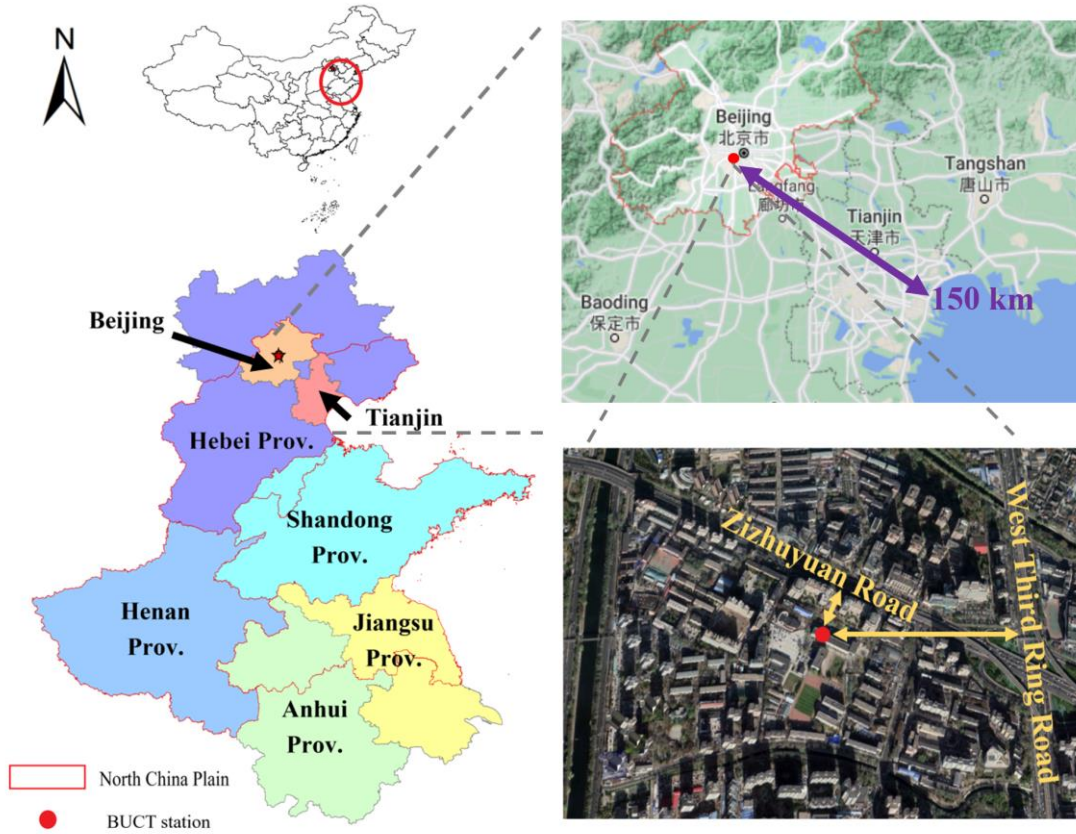 N
Beijing
Tianjin
Hebei Prov.
Shandong
Prov.
Henan
Prov.
Jiangsu
Prov.
Anhui
Prov.
North China Plain
BUCT station
Beijing
北京市
Langfang
廊坊市
Tangshan
唐山市
Tianjin
天津市
Baoding
保定市
150 km
Zizhuyuan Road
West Third Ring Road